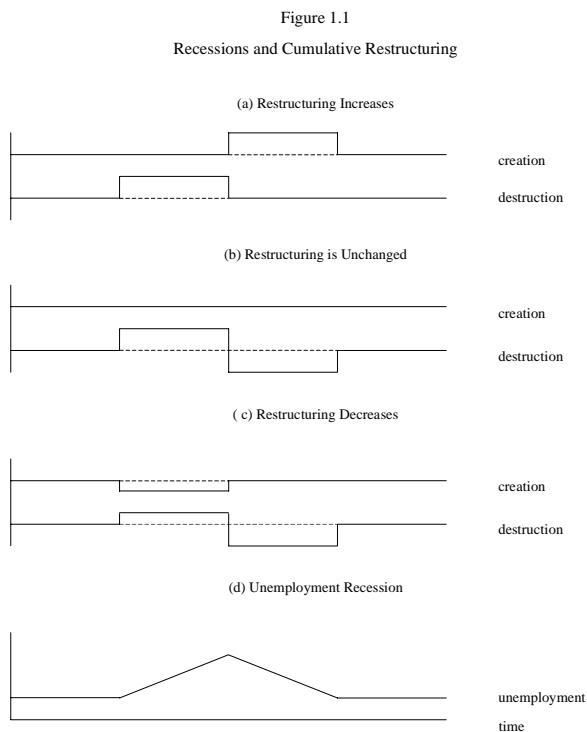 Figure 1.1
Recessions and Cumulative Restructuring
(a) Restructuring Increases
creation
destruction
(b) Restructuring is Unchanged
creation
destruction
( c) Restructuring Decreases
creation
destruction
(d) Unemployment Recession
unemployment
time